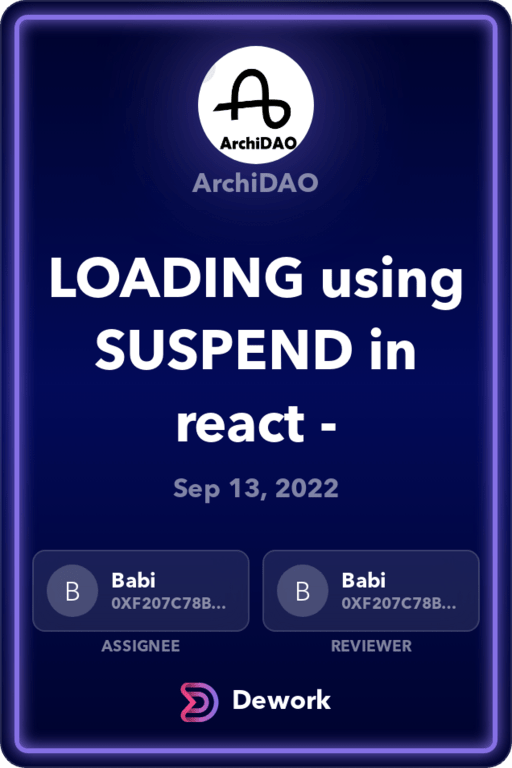 ArchiDAO
ArchiDAO
LOADING using
SUSPEND in
react -
Sep 13, 2022
B
Babi
0XF207C78B...
B
Babi
0XF207C78B...
ASSIGNEE
REVIEWER
Dework